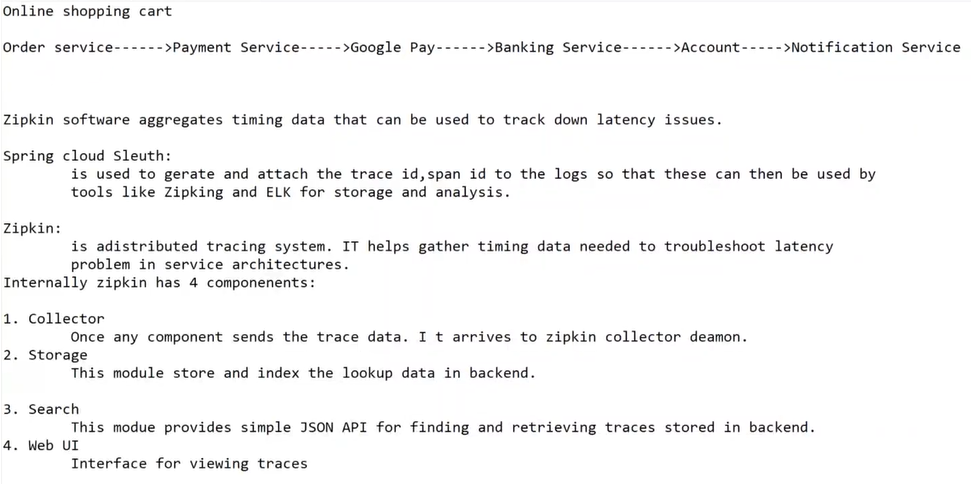 Online shopping cart
Order service------>Payment Service----->Google Pay------>Banking Service------>Account----->Notification Service
Zipkin software aggregates timing data that can be used to track down latency issues.
Spring cloud Sleuth:
is used to gerate and attach the trace id,span id to the logs so that these can then be used by
tools like Zipking and ELK for storage and analysis.
Zipkin:
is adistributed tracing system. IT helps gather timing data needed to troubleshoot latency
problem in service architectures.
Internally zipkin has 4 componenents:
1. Collector
Once any component sends the trace data. I t arrives to zipkin collector deamon.
2. Storage
This module store and index the lookup data in backend.
3. Search
This modue provides simple JSON API for finding and retrieving traces stored in backend.
4. Web UI
Interface for viewing traces